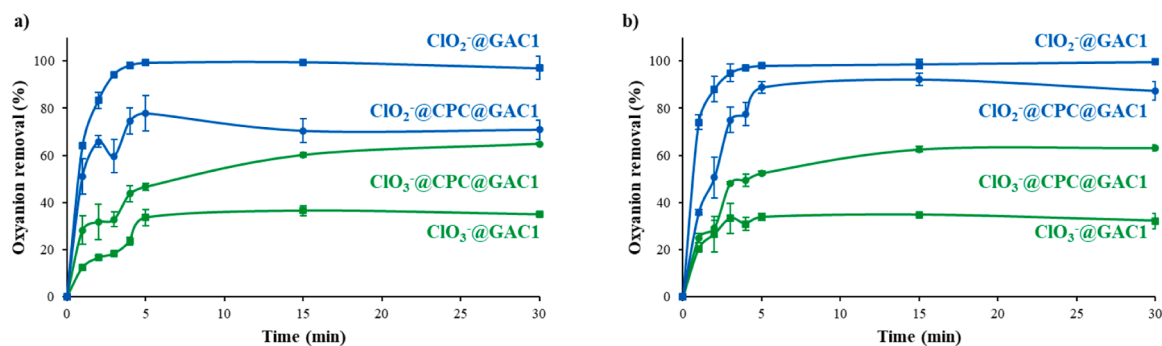 a)
ClO₂⁻@GAC1
ClO₂⁻@CPC@GAC1
ClO₃⁻@CPC@GAC1
ClO₃⁻@GAC1
Oxyanion removal (%)
100
80
60
40
20
0
0 5 10 15 20 25 30
Time (min)
b)
ClO₂⁻@GAC1
ClO₂⁻@CPC@GAC1
ClO₃⁻@CPC@GAC1
ClO₃⁻@GAC1
Oxyanion removal (%)
100
80
60
40
20
0
0 5 10 15 20 25 30
Time (min)